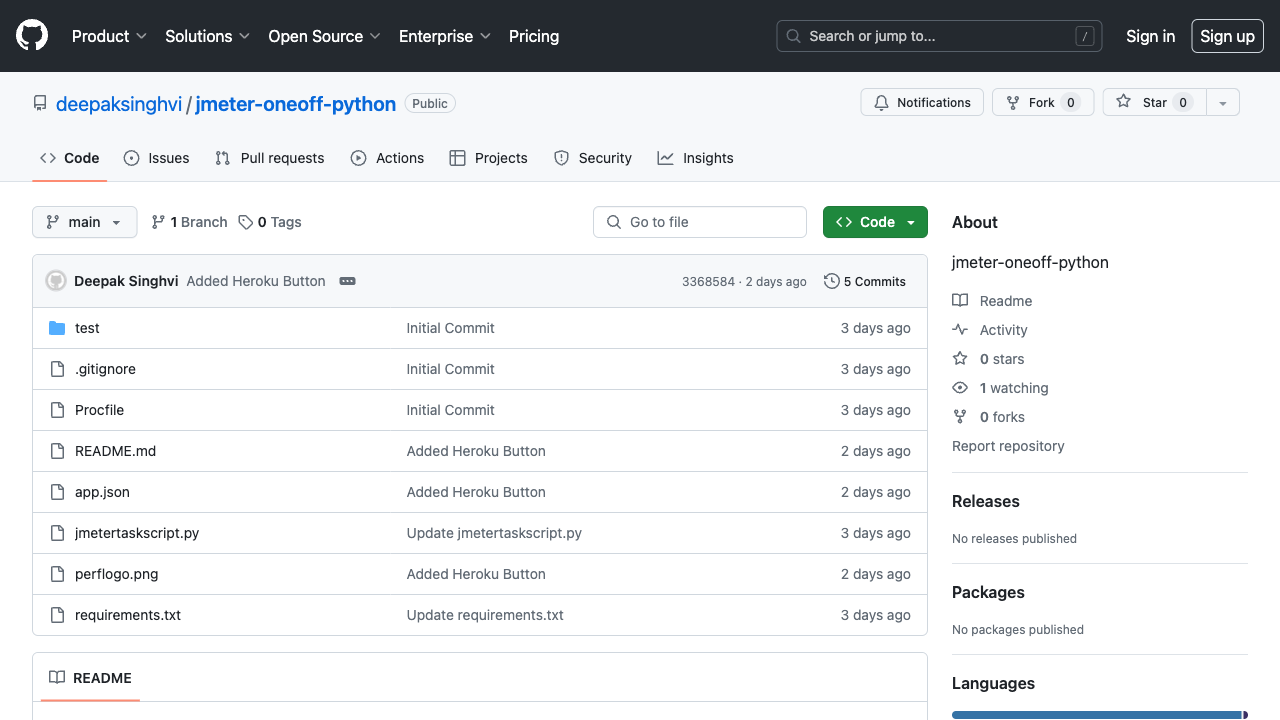 Product Solutions Open Source Enterprise Pricing Search or jump to... / Sign in Sign up
deepaksinghvi / jmeter-oneoff-python Public Notifications Fork 0 Star 0
Code Issues Pull requests Actions Projects Security Insights
main 1 Branch 0 Tags Go to file Code
Deepak Singhvi Added Heroku Button 3368584 · 2 days ago 5 Commits
test Initial Commit 3 days ago
.gitignore Initial Commit 3 days ago
Procfile Initial Commit 3 days ago
README.md Added Heroku Button 2 days ago
app.json Added Heroku Button 2 days ago
jmetertaskscript.py Update jmetertaskscript.py 3 days ago
perflogo.png Added Heroku Button 2 days ago
requirements.txt Update requirements.txt 3 days ago
README
About
jmeter-oneoff-python
Readme
Activity
0 stars
1 watching
0 forks
Report repository
Releases
No releases published
Packages
No packages published
Languages